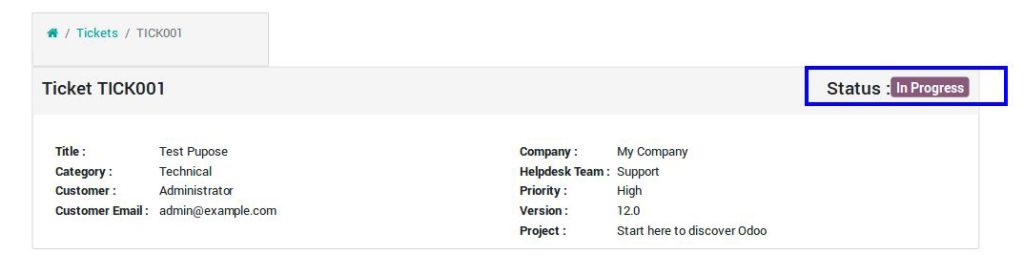 / Tickets / TICK001
Ticket TICK001
Status : In Progress
Title : Test Pupose
Category : Technical
Customer : Administrator
Customer Email : admin@example.com
Company : My Company
Helpdesk Team : Support
Priority : High
Version : 12.0
Project : Start here to discover Odoo